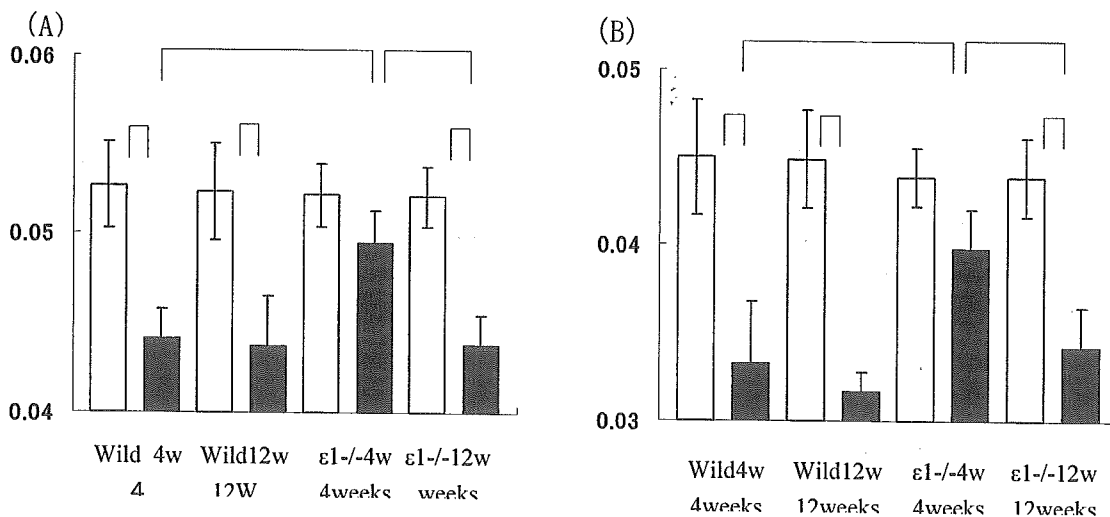 (A)
0.06
0.05
0.04
Wild 4w Wild12w ε1-/-4w ε1-/-12w
4 12W 4weeks weeks
(B)
0.05
0.04
0.03
Wild4w Wild12w ε1-/-4w ε1-/-12w
4weeks 12weeks 4weeks 12weeks